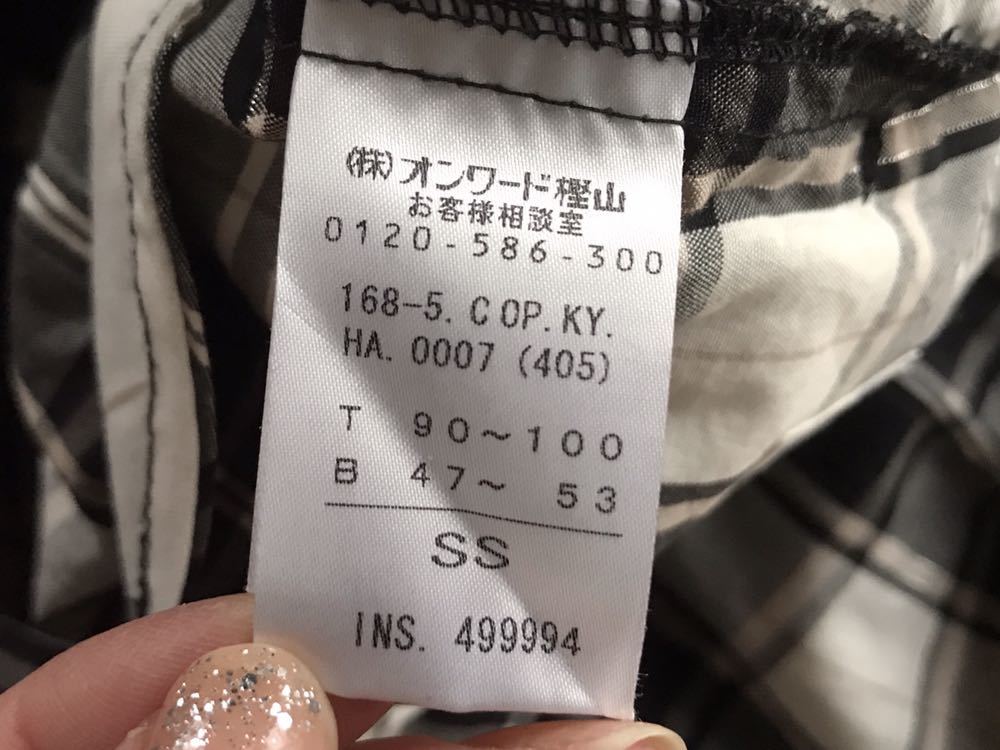 (株)オンワード樫山
お客様相談室
0120-586-300
168-5. C OP. KY.
HA. 0007 (405)
T 90~100
B 47~ 53
SS
INS. 499994